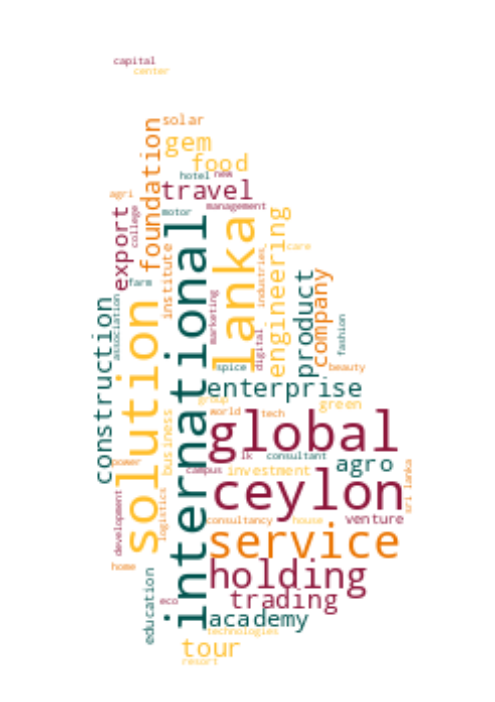 capital
center
solar
foundation
gem
food
hotel
new
travel
agri
export
college
motor
management
international
lanka
engineering
care
institute
industries
farm
product
company
construction
association
solution
marketing
digital
fashion
spice
beauty
enterprise
group
green
world
tech
business
global
lk
consultant
agro
power
campus
investment
sri lanka
ceylon
development
logistics
consultancy
house
venture
service
home
education
holding
eco
trading
academy
technologies
tour
resort